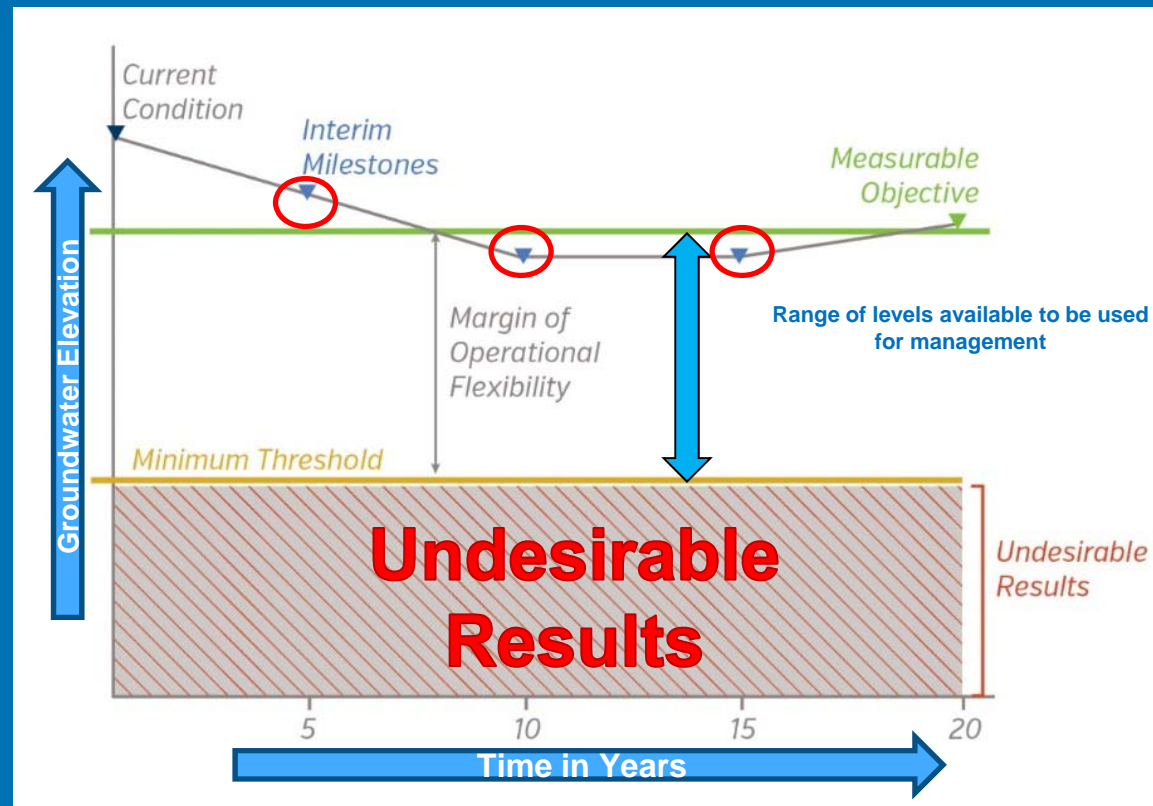 Current
Condition
Interim
Milestones
Measurable
Objective
Groundwater Elevation
Range of levels available to be used
for management
Margin of
Operational
Flexibility
Minimum Threshold
Undesirable
Results
Undesirable
Results
5
10
15
20
Time in Years